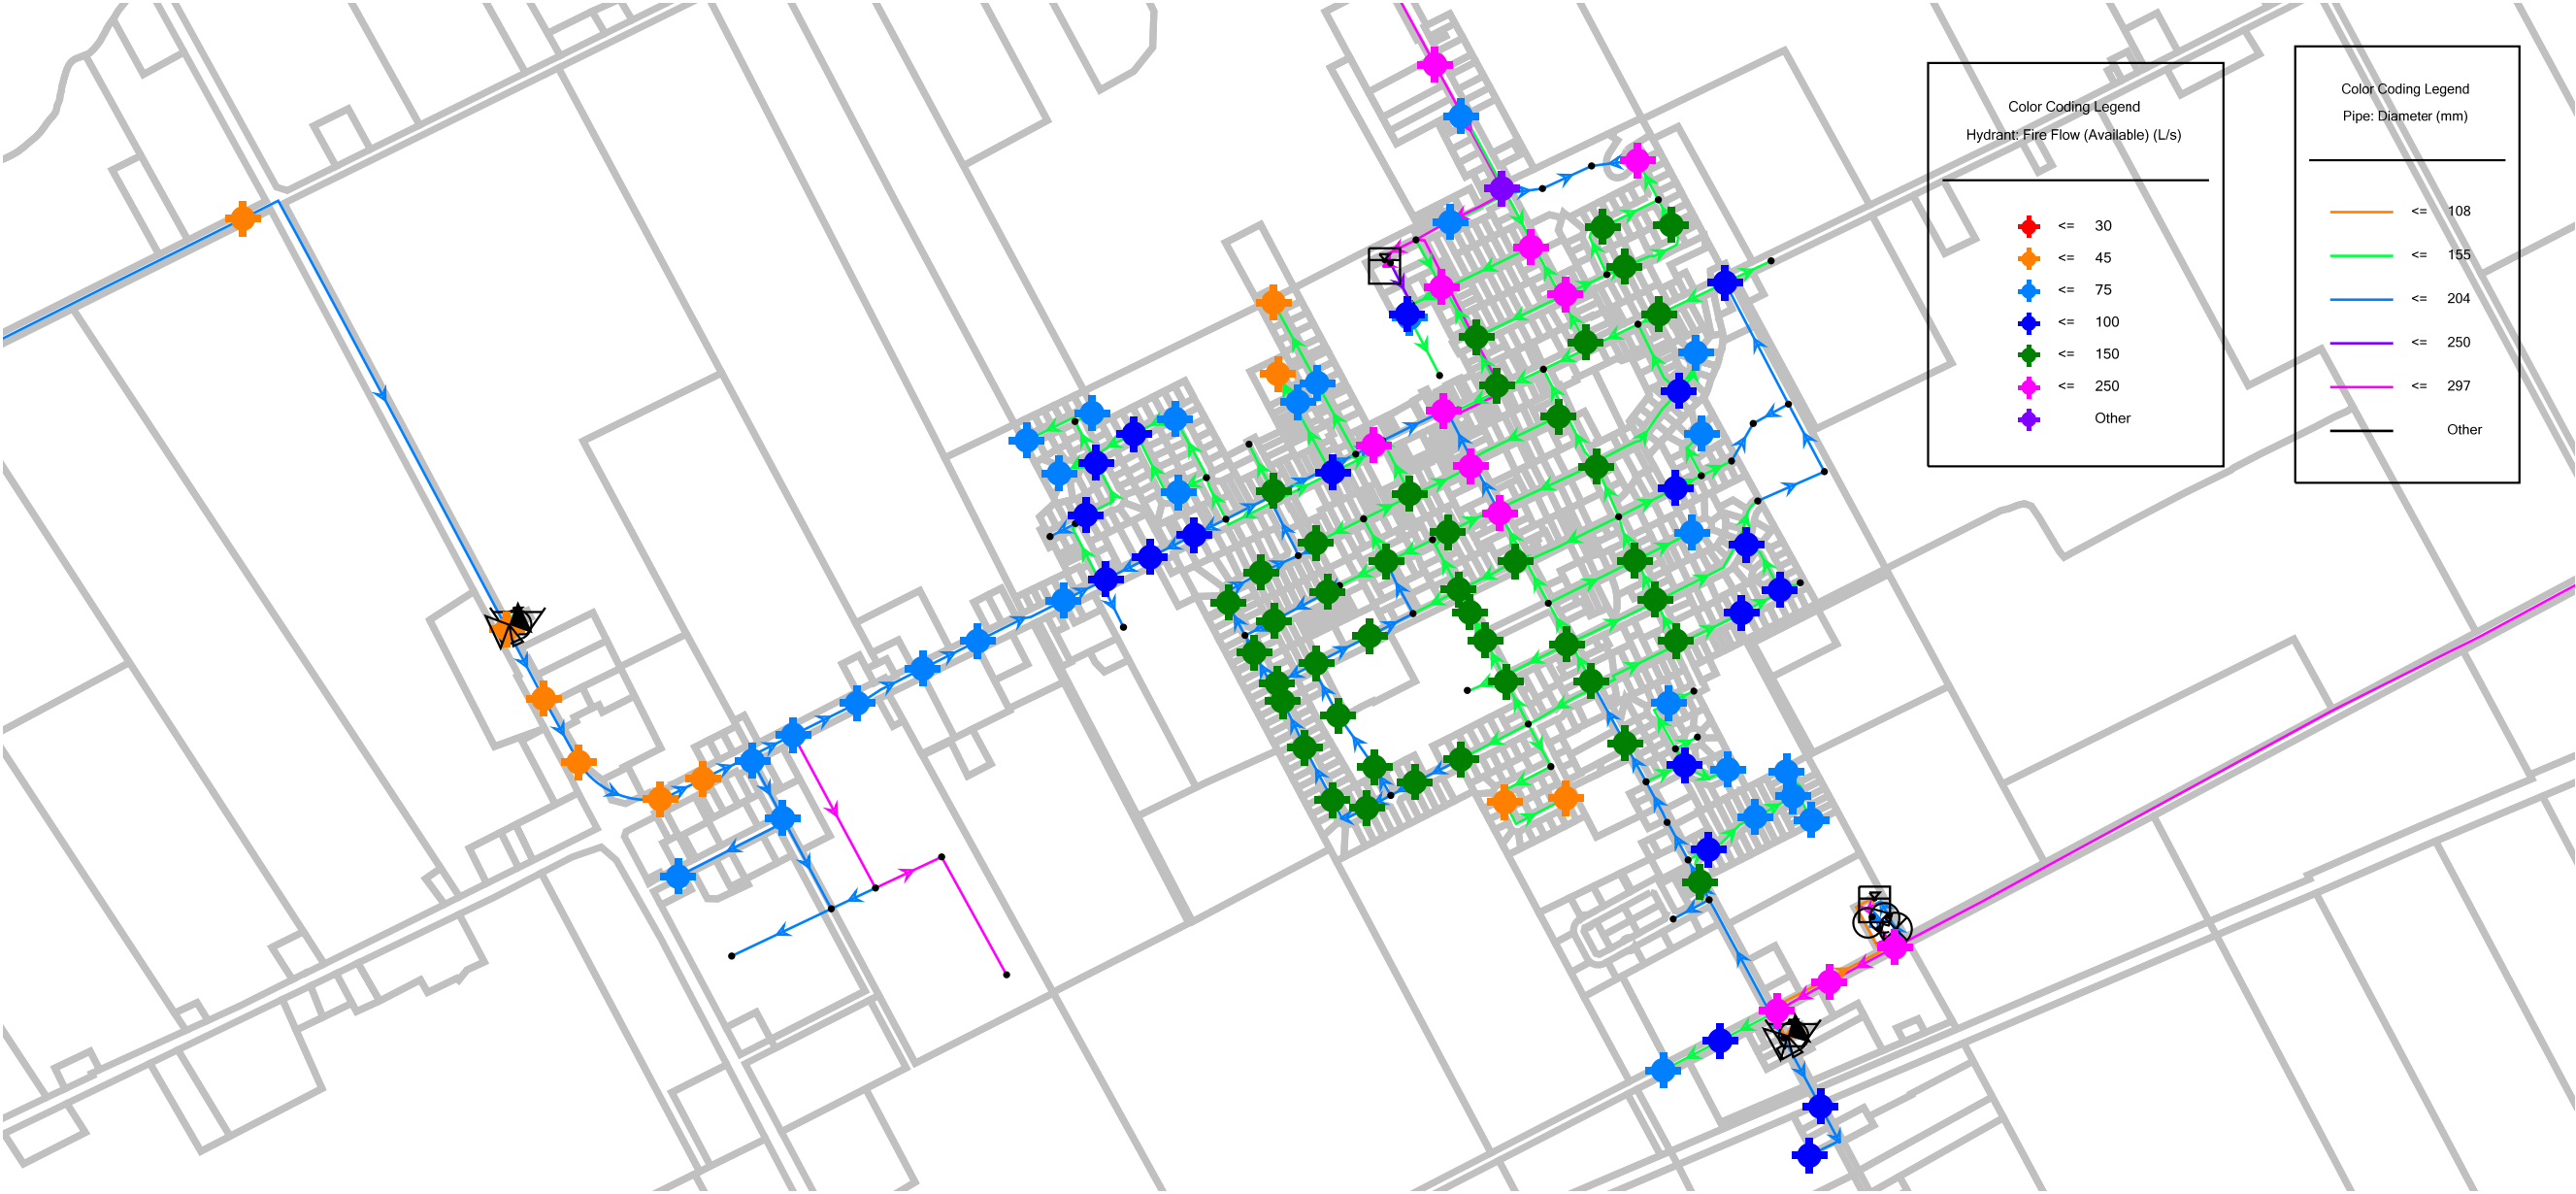 Color Coding Legend
Hydrant: Fire Flow (Available) (L/s)
<= 30
<= 45
<= 75
<= 100
<= 150
<= 250
Other
Color Coding Legend
Pipe: Diameter (mm)
<= 108
<= 155
<= 204
<= 250
<= 297
Other